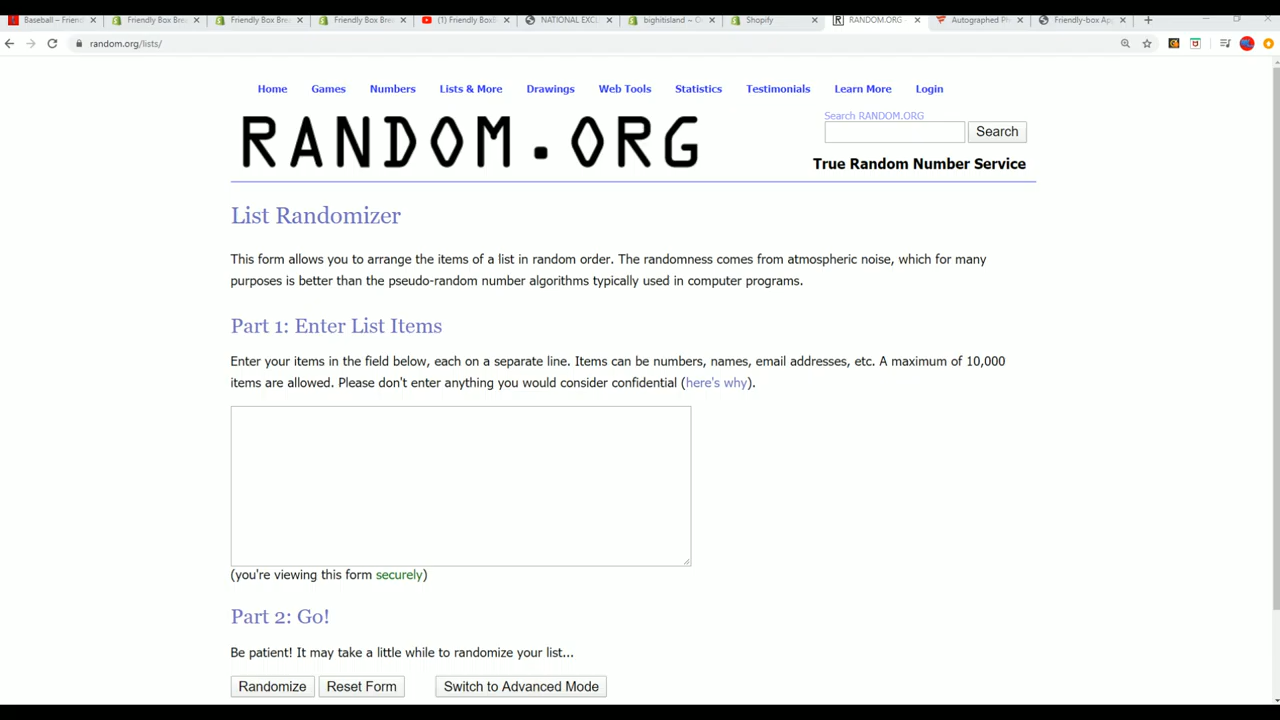 Baseball – Friend
Friendly Box Brea
Friendly Box Brea
Friendly Box Brea
(1) Friendly Boxb
NATIONAL EXCL
bighitisland ~ O
Shopify
RANDOM.ORG
Autographed Ph
Friendly-box Ap
random.org/lists/
Home Games Numbers Lists & More Drawings Web Tools Statistics Testimonials Learn More Login
RANDOM.ORG
Search RANDOM.ORG
Search
True Random Number Service
List Randomizer
This form allows you to arrange the items of a list in random order. The randomness comes from atmospheric noise, which for many
purposes is better than the pseudo-random number algorithms typically used in computer programs.
Part 1: Enter List Items
Enter your items in the field below, each on a separate line. Items can be numbers, names, email addresses, etc. A maximum of 10,000
items are allowed. Please don't enter anything you would consider confidential (here's why).
(you're viewing this form securely)
Part 2: Go!
Be patient! It may take a little while to randomize your list...
Randomize Reset Form Switch to Advanced Mode